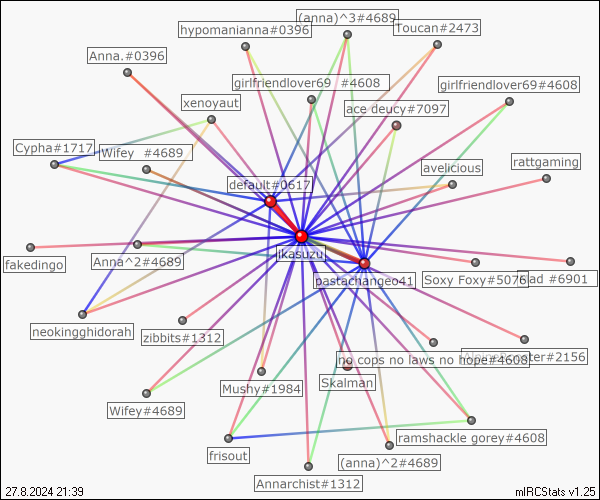 (anna)^3#4689
hypomanianna#0396
Toucan#2473
Anna.#0396
girlfriendlover69 #4608
girlfriendlover69#4608
xenoyaut
ace deucy#7097
Cypha#1717
Wifey #4689
avelicious
rattgaming
default#0617
jkasuzu
fakedingo
Anna^2#4689
pastachangeo41
Soxy Foxy#5076
#6901
neokingghidorah
zibbits#1312
no cops no laws no hope#4608
#2156
Mushy#1984
Skalman
Wifey#4689
ramshackle gorey#4608
frisout
(anna)^2#4689
Annarchist#1312
27.8.2024 21:39
mIRCStats v1.25